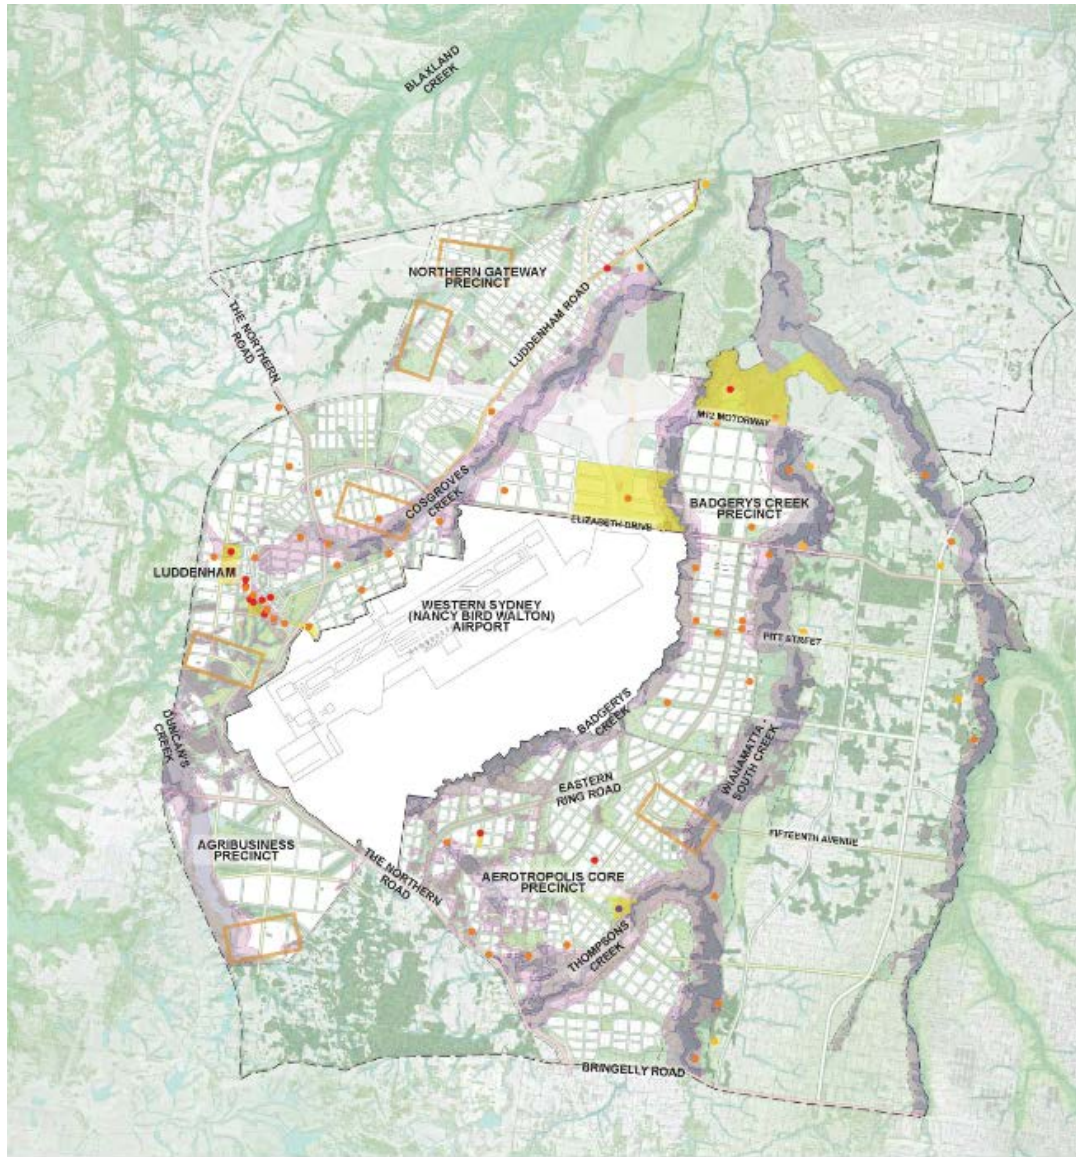 BLAXLAND
CREEK
NORTHERN GATEWAY
PRECINCT
THE NORTHERN
ROAD
LUDDENHAM ROAD
M12 MOTORWAY
COSGROVES
CREEK
BADGERYS CREEK
PRECINCT
ELIZABETH DRIVE
LUDDENHAM
WESTERN SYDNEY
(NANCY BIRD WALTON)
AIRPORT
PITT STREET
DUNCAN'S
CREEK
BADGERYS
CREEK
WIANAMATTA -
SOUTH CREEK
EASTERN
RING ROAD
FIFTEENTH AVENUE
AGRIBUSINESS
PRECINCT
THE NORTHERN
ROAD
AEROTROPOLIS CORE
PRECINCT
THOMPSONS
CREEK
BRINGELLY ROAD